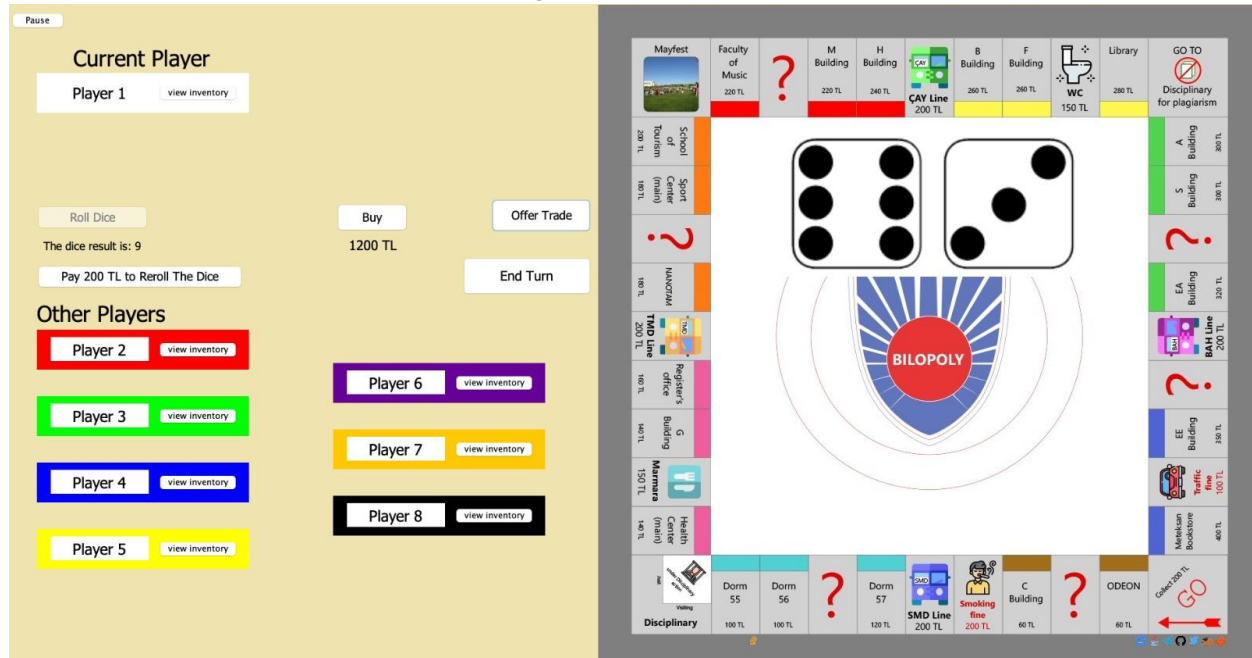 Pause
Current Player
Player 1
view inventory
Roll Dice
The dice result is: 9
Pay 200 TL to Reroll The Dice
Buy
1200 TL
Offer Trade
End Turn
Other Players
Player 2
view inventory
Player 3
view inventory
Player 4
view inventory
Player 5
view inventory
Player 6
view inventory
Player 7
view inventory
Player 8
view inventory
Mayfest
Faculty
of
Music
220 TL
?
M
Building
220 TL
H
Building
240 TL
ÇAY
ÇAY Line
200 TL
B
Building
260 TL
F
Building
260 TL
WC
150 TL
Library
280 TL
GO TO
Disciplinary
for plagiarism
School
of
Tourism
200 TL
Sport
Center
(main)
180 TL
?
NANOTAM
180 TL
TMD
TMD Line
200 TL
Register's
office
160 TL
G
Building
140 TL
Marmara
150 TL
Health
Center
(main)
140 TL
BILOPOLY
A
Building
300 TL
S
Building
300 TL
?
EA
Building
320 TL
BAH
BAH Line
200 TL
?
EE
Building
350 TL
Traffic
fine
100 TL
Meteksan
Bookstore
400 TL
under Disciplinary
action
Visiting
Disciplinary
Dorm
55
100 TL
Dorm
56
100 TL
?
Dorm
57
120 TL
SMD
SMD Line
200 TL
Smoking
fine
200 TL
C
Building
60 TL
?
ODEON
60 TL
Collect 200 TL
GO